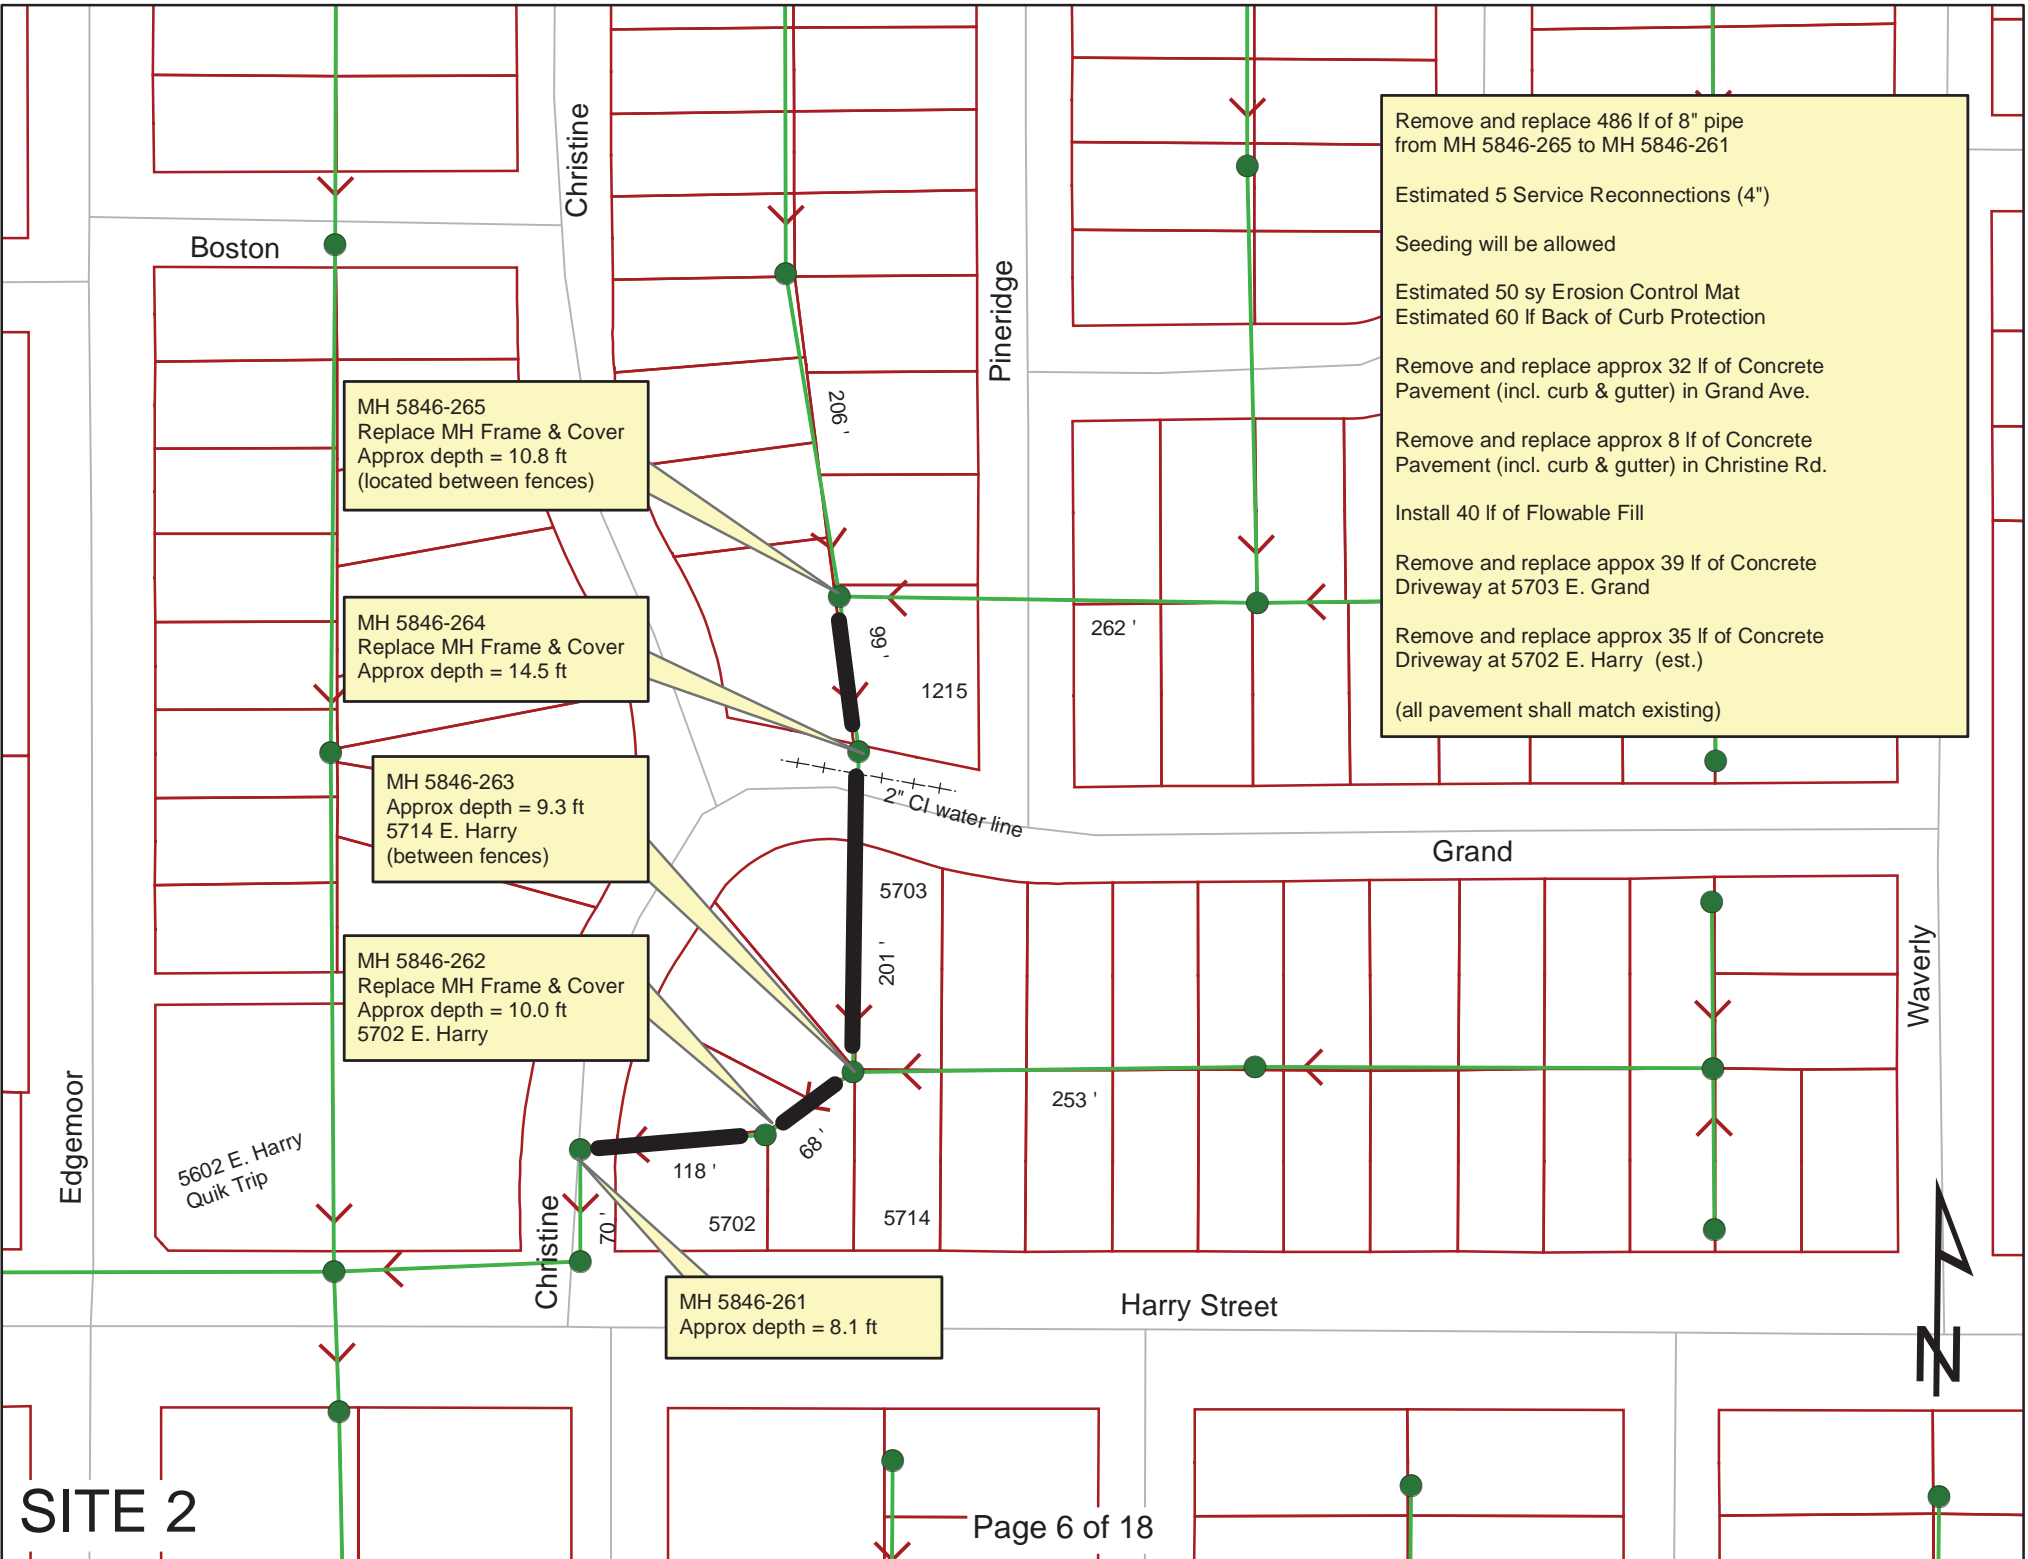 Christine
Boston
Pineridge
206 '
Remove and replace 486 lf of 8" pipe
from MH 5846-265 to MH 5846-261
Estimated 5 Service Reconnections (4")
Seeding will be allowed
Estimated 50 sy Erosion Control Mat
Estimated 60 lf Back of Curb Protection
Remove and replace approx 32 lf of Concrete
Pavement (incl. curb & gutter) in Grand Ave.
Remove and replace approx 8 lf of Concrete
Pavement (incl. curb & gutter) in Christine Rd.
Install 40 lf of Flowable Fill
Remove and replace appox 39 lf of Concrete
Driveway at 5703 E. Grand
Remove and replace approx 35 lf of Concrete
Driveway at 5702 E. Harry  (est.)
(all pavement shall match existing)
MH 5846-265
Replace MH Frame & Cover
Approx depth = 10.8 ft
(located between fences)
MH 5846-264
Replace MH Frame & Cover
Approx depth = 14.5 ft
99 '
262 '
1215
MH 5846-263
Approx depth = 9.3 ft
5714 E. Harry
(between fences)
2" CI water line
Grand
5703
201 '
MH 5846-262
Replace MH Frame & Cover
Approx depth = 10.0 ft
5702 E. Harry
Waverly
Edgemoor
253 '
68 '
118 '
5602 E. Harry
Quik Trip
Christine
70 '
5702
5714
MH 5846-261
Approx depth = 8.1 ft
Harry Street
N
SITE 2
Page 6 of 18